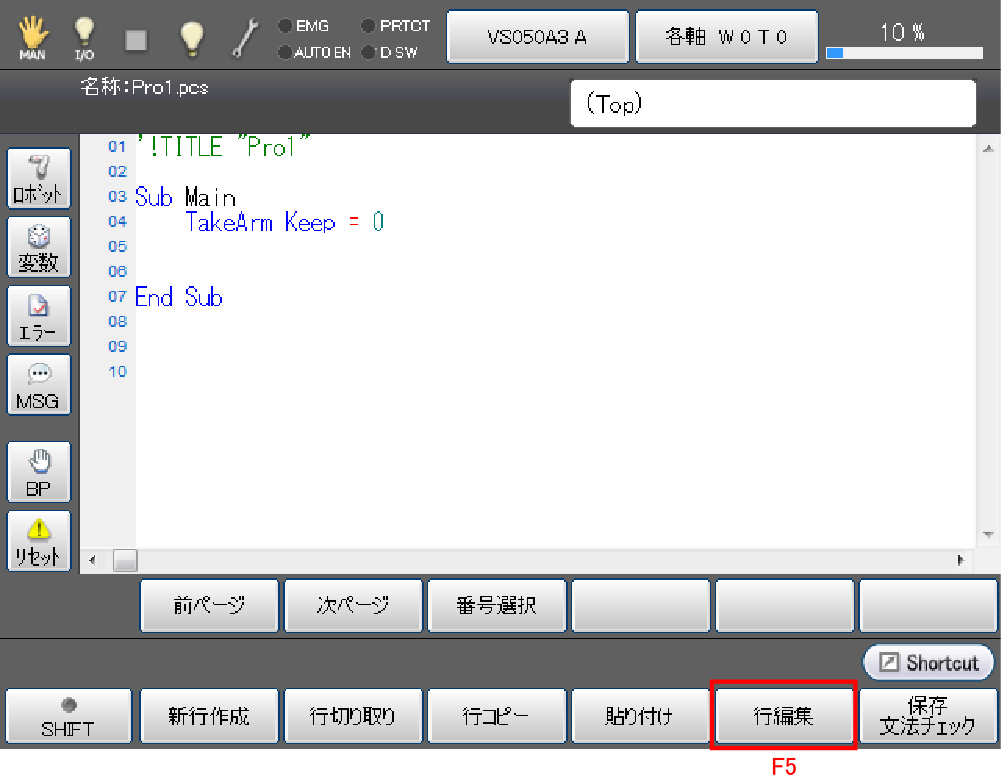 MAN
I/O
EMG
PRTCT
AUTO EN
D SW
VS050A3 A
各軸 W 0 T 0
10 %
名称:Pro1.pcs
(Top)
ロボット
変数
エラー
MSG
BP
リセット
01 '!TITLE "Pro1"
02
03 Sub Main
04 TakeArm Keep = 0
05
06
07 End Sub
08
09
10
前ページ
次ページ
番号選択
Shortcut
SHIFT
新行作成
行切り取り
行コピー
貼り付け
行編集
保存
文法チェック
F5